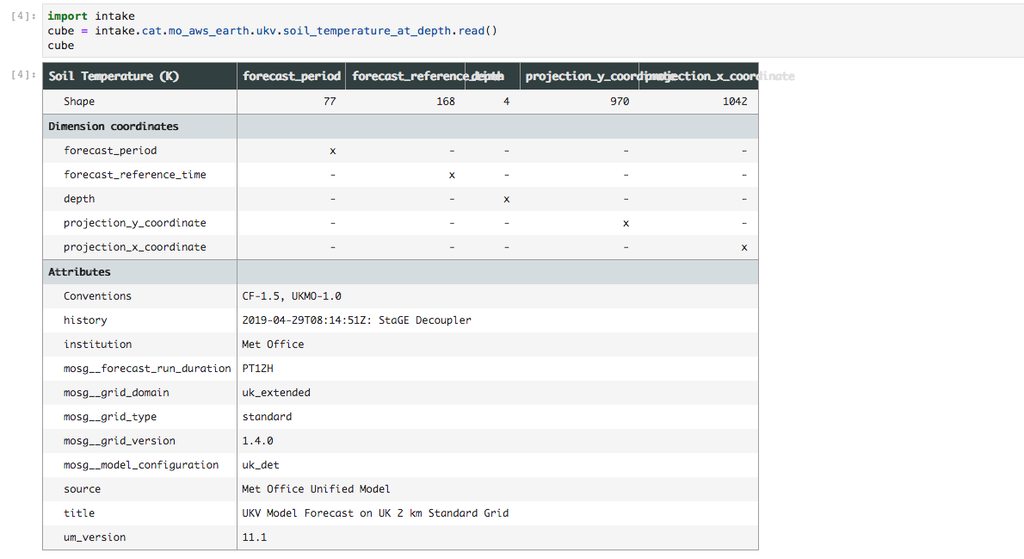 [4]: import intake
cube = intake.cat.mo_aws_earth.ukv.soil_temperature_at_depth.read()
cube
[4]: Soil Temperature (K) forecast_period forecast_reference_time depth projection_y_coordinate projection_x_coordinate
Shape 77 168 4 970 1042
Dimension coordinates
forecast_period x - - - -
forecast_reference_time - x - - -
depth - - x - -
projection_y_coordinate - - - x -
projection_x_coordinate - - - - x
Attributes
Conventions CF-1.5, UKMO-1.0
history 2019-04-29T08:14:51Z: StaGE Decoupler
institution Met Office
mosg__forecast_run_duration PT12H
mosg__grid_domain uk_extended
mosg__grid_type standard
mosg__grid_version 1.4.0
mosg__model_configuration uk_det
source Met Office Unified Model
title UKV Model Forecast on UK 2 km Standard Grid
um_version 11.1